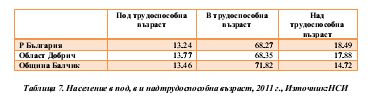 Под трудоспособна възраст В трудоспособна възраст Над трудоспособна възраст
Р България 13.24 68.27 18.49
Област Добрич 13.77 68.35 17.88
Община Балчик 13.46 71.82 14.72
Таблица 7. Население в под, в и надтрудоспособна възраст, 2011 г., Източник:НСИ